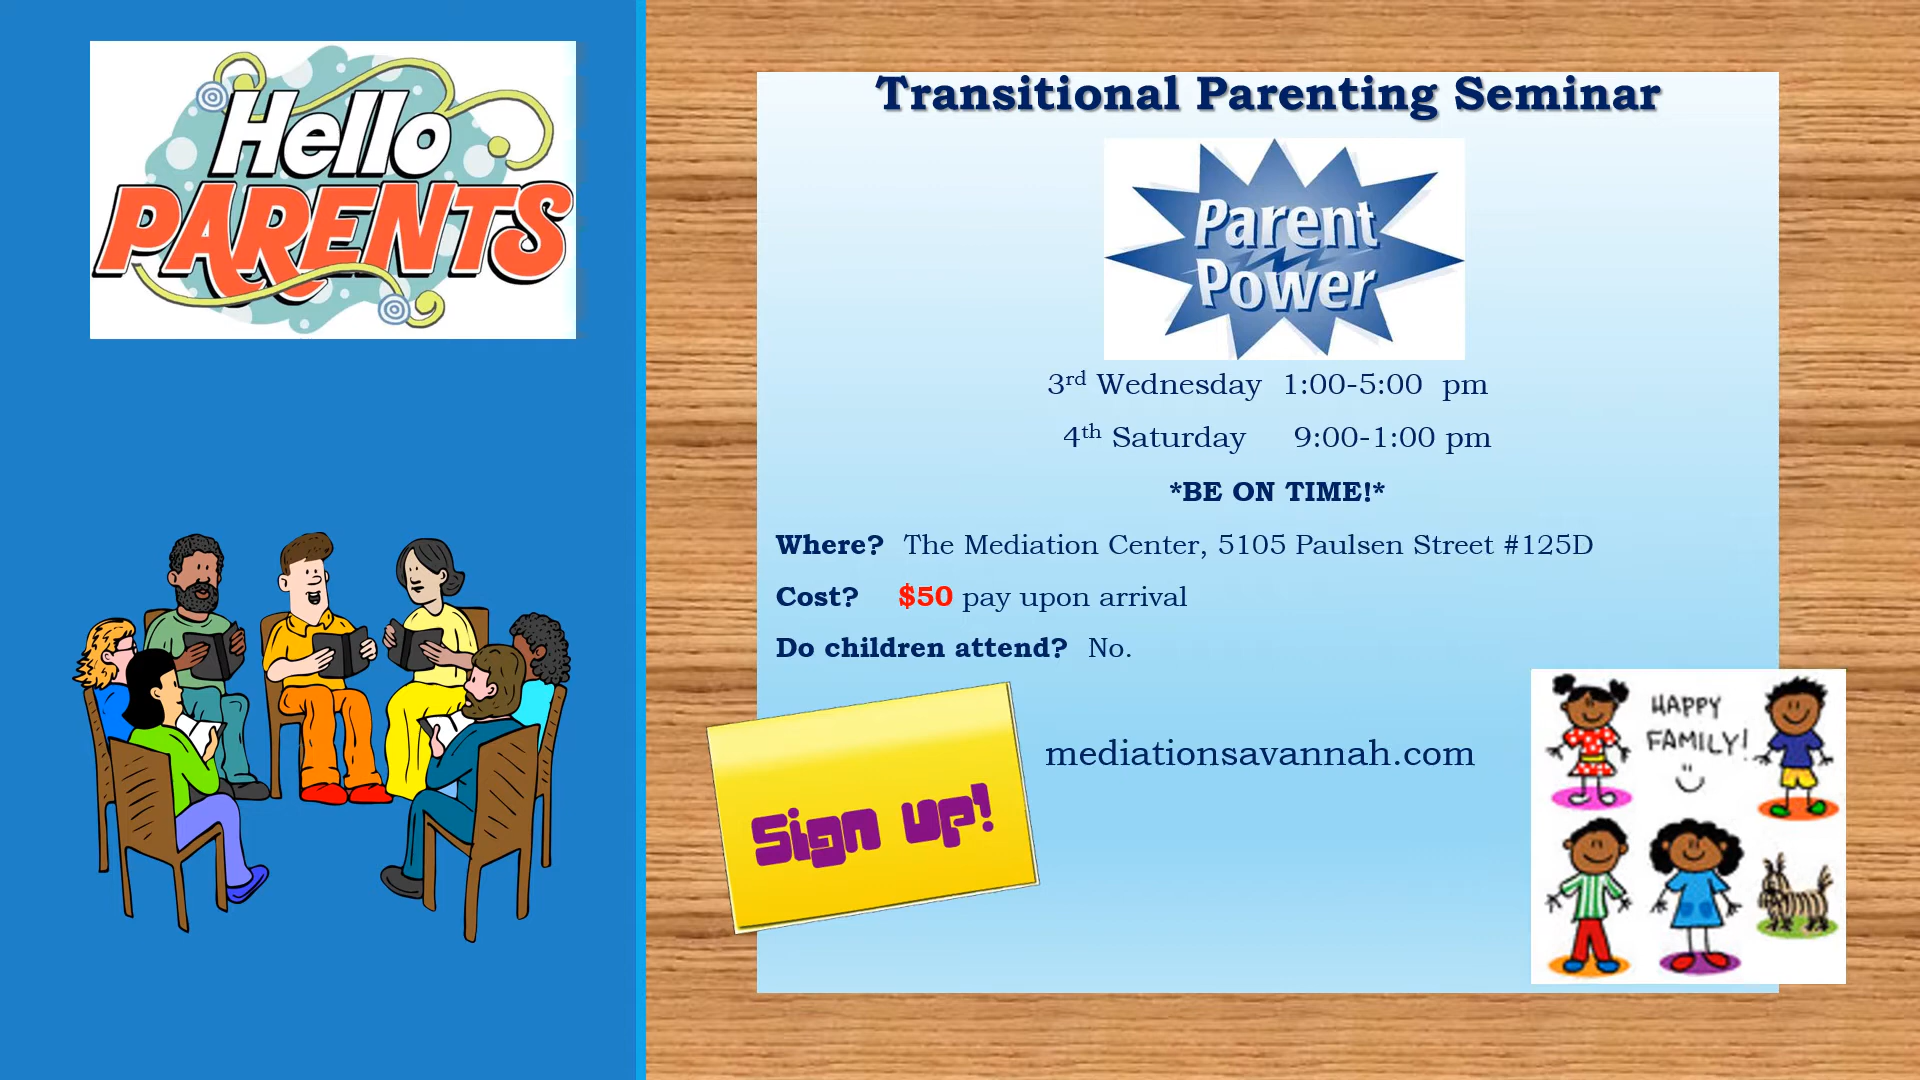 Hello
PARENTS
Transitional Parenting Seminar
Parent
Power
3rd Wednesday 1:00-5:00 pm
4th Saturday 9:00-1:00 pm
*BE ON TIME!*
Where? The Mediation Center, 5105 Paulsen Street #125D
Cost? $50 pay upon arrival
Do children attend? No.
mediationsavannah.com
Sign up!
HAPPY
FAMILY!